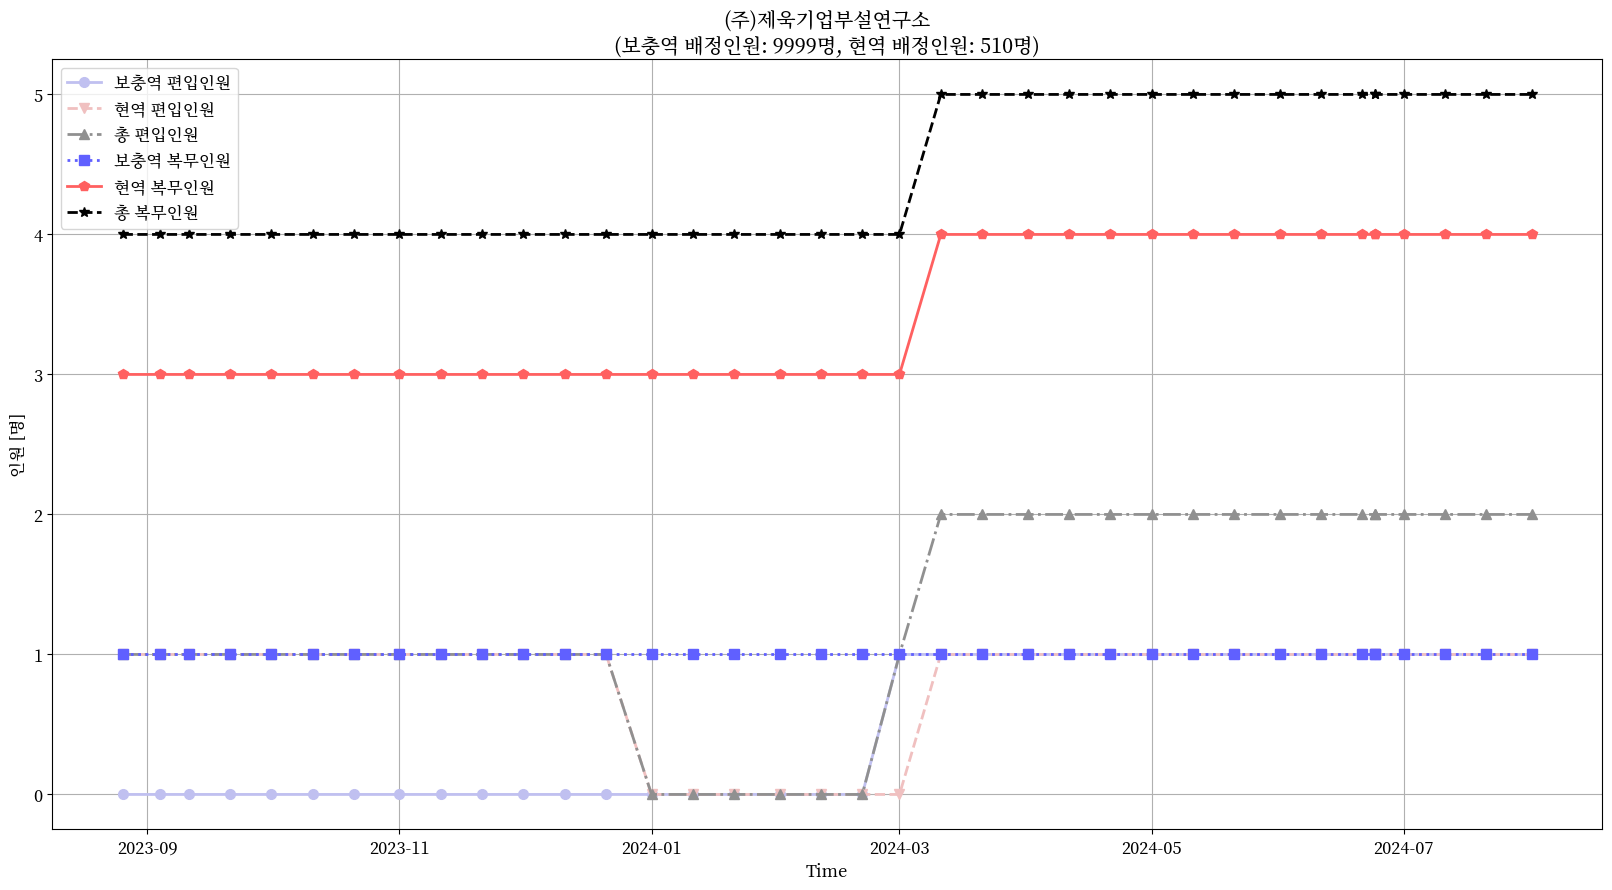 (주)제욱기업부설연구소
(보충역 배정인원: 9999명, 현역 배정인원: 510명)
보충역 편입인원
현역 편입인원
총 편입인원
보충역 복무인원
현역 복무인원
총 복무인원
인원 [명]
5
4
3
2
1
0
2023-09
2023-11
2024-01
2024-03
2024-05
2024-07
Time